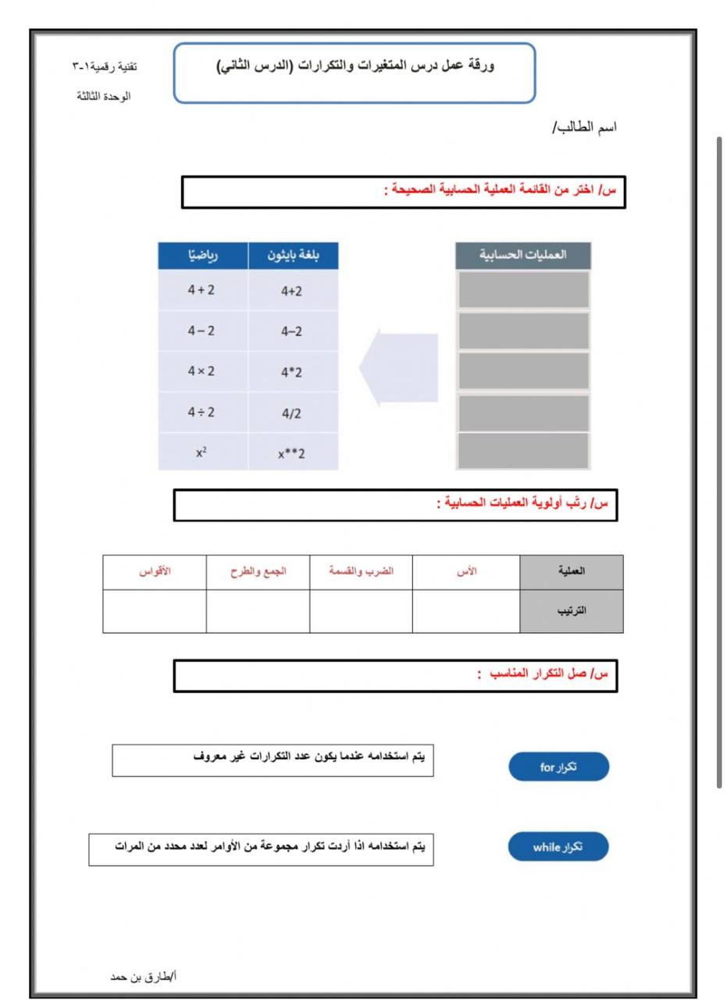 ورقة عمل درس المتغيرات والتكرارات (الدرس الثاني)
تقنية رقمية١-٣
الوحدة الثالثة
اسم الطالب/
س/ اختر من القائمة العملية الحسابية الصحيحة :
العمليات الحسابية
بلغة بايثون رياضيًا
4+2 4 + 2
4–2 4 – 2
4*2 4 × 2
4/2 4 ÷ 2
x**2 x²
س/ رتَّب أولوية العمليات الحسابية :
العملية الأس الضرب والقسمة الجمع والطرح الأقواس
الترتيب
س/ صل التكرار المناسب :
تكرار for يتم استخدامه عندما يكون عدد التكرارات غير معروف
تكرار while يتم استخدامه اذا أردت تكرار مجموعة من الأوامر لعدد محدد من المرات
أ/طارق بن حمد